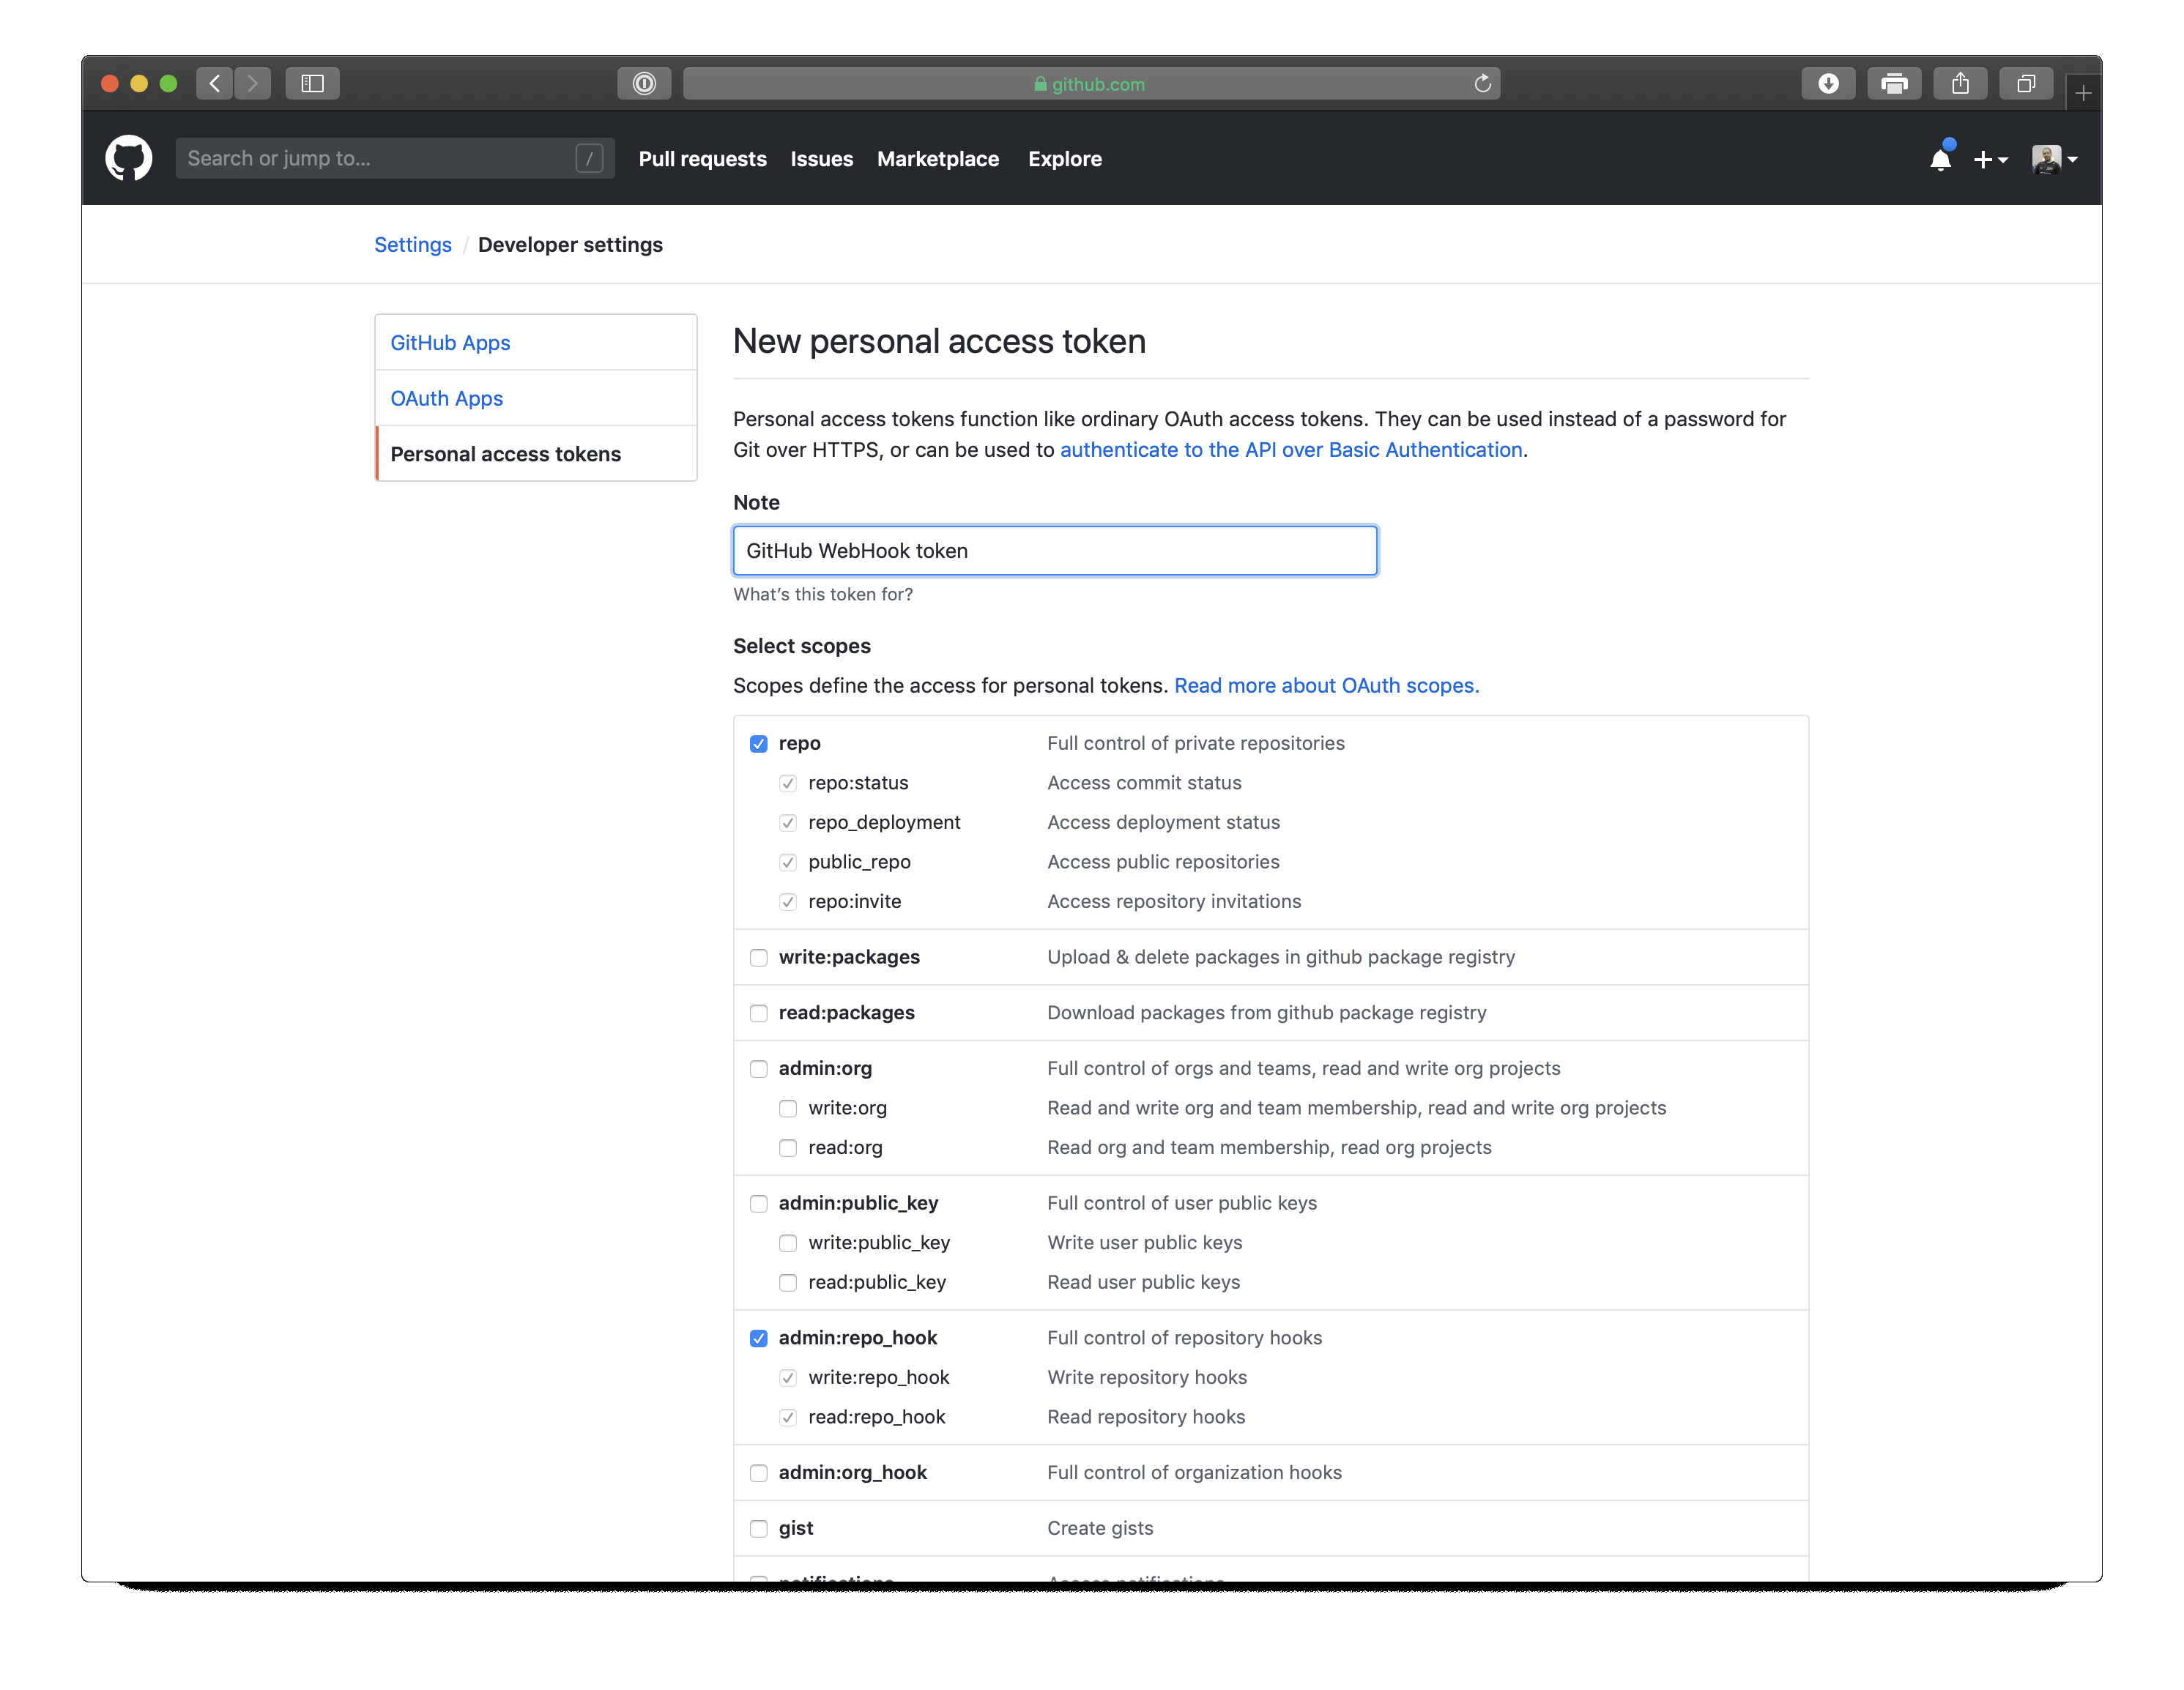 github.com
Search or jump to... /
Pull requests Issues Marketplace Explore
Settings / Developer settings
GitHub Apps
OAuth Apps
Personal access tokens
New personal access token
Personal access tokens function like ordinary OAuth access tokens. They can be used instead of a password for
Git over HTTPS, or can be used to authenticate to the API over Basic Authentication.
Note
GitHub WebHook token
What's this token for?
Select scopes
Scopes define the access for personal tokens. Read more about OAuth scopes.
repo Full control of private repositories
repo:status Access commit status
repo_deployment Access deployment status
public_repo Access public repositories
repo:invite Access repository invitations
write:packages Upload & delete packages in github package registry
read:packages Download packages from github package registry
admin:org Full control of orgs and teams, read and write org projects
write:org Read and write org and team membership, read and write org projects
read:org Read org and team membership, read org projects
admin:public_key Full control of user public keys
write:public_key Write user public keys
read:public_key Read user public keys
admin:repo_hook Full control of repository hooks
write:repo_hook Write repository hooks
read:repo_hook Read repository hooks
admin:org_hook Full control of organization hooks
gist Create gists
notifications Access notifications